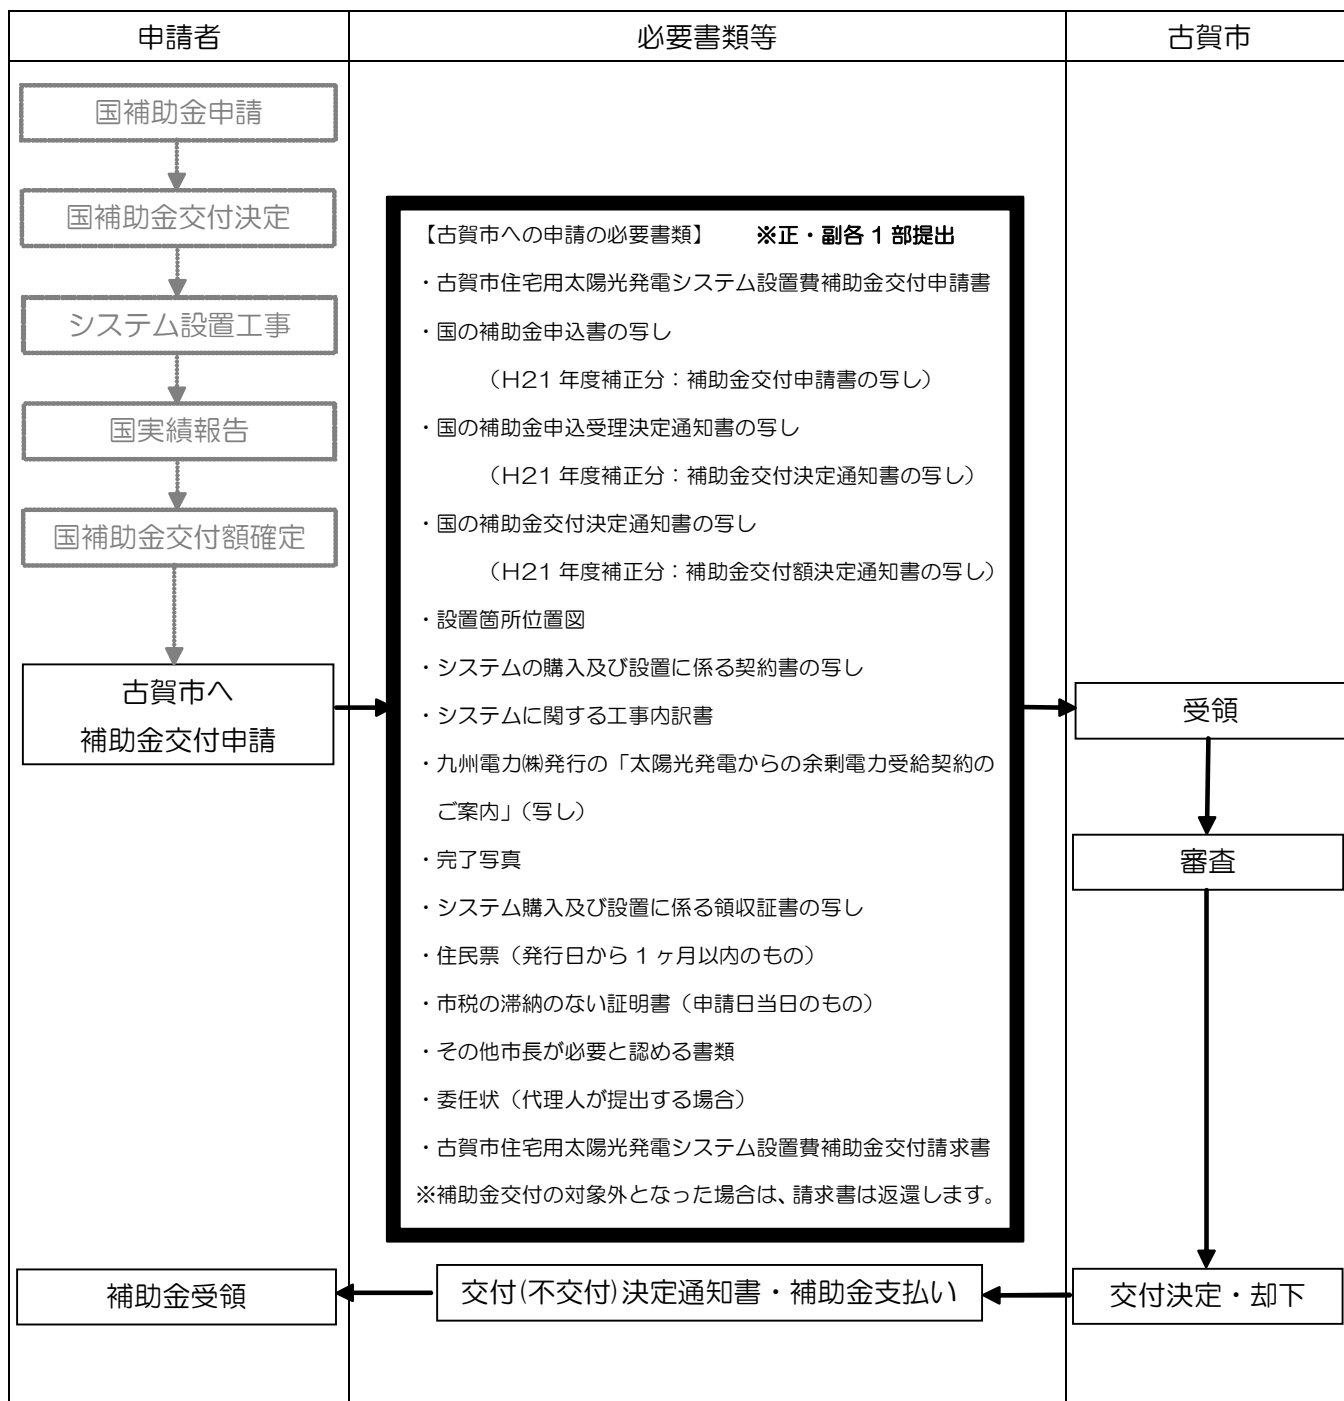 申請者
必要書類等
古賀市
国補助金申請
国補助金交付決定
システム設置工事
国実績報告
国補助金交付額確定
古賀市へ
補助金交付申請
【古賀市への申請の必要書類】　※正・副各1部提出
・古賀市住宅用太陽光発電システム設置費補助金交付申請書
・国の補助金申込書の写し
（H21年度補正分：補助金交付申請書の写し）
・国の補助金申込受理決定通知書の写し
（H21年度補正分：補助金交付決定通知書の写し）
・国の補助金交付決定通知書の写し
（H21年度補正分：補助金交付額決定通知書の写し）
・設置箇所位置図
・システムの購入及び設置に係る契約書の写し
・システムに関する工事内訳書
・九州電力㈱発行の「太陽光発電からの余剰電力受給契約の
ご案内」（写し）
・完了写真
・システム購入及び設置に係る領収証書の写し
・住民票（発行日から1ヶ月以内のもの）
・市税の滞納のない証明書（申請日当日のもの）
・その他市長が必要と認める書類
・委任状（代理人が提出する場合）
・古賀市住宅用太陽光発電システム設置費補助金交付請求書
※補助金交付の対象外となった場合は、請求書は返還します。
受領
審査
交付決定・却下
交付(不交付)決定通知書・補助金支払い
補助金受領